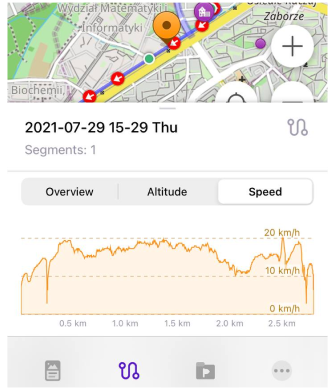 Wydział Matematyki i
Informatyki
Zaborze
Biochemii,
2021-07-29 15-29 Thu
Segments: 1
Overview
Altitude
Speed
20 km/h
10 km/h
0 km/h
0.5 km
1.0 km
1.5 km
2.0 km
2.5 km